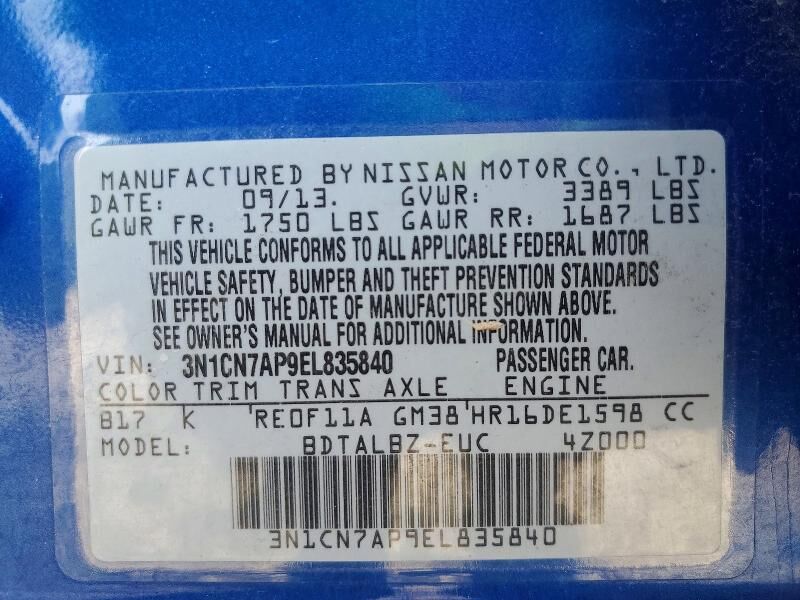 MANUFACTURED BY NISSAN MOTOR CO., LTD.
DATE: 09/13. GVWR: 3389 LBS
GAWR FR: 1750 LBS GAWR RR: 1687 LBS
THIS VEHICLE CONFORMS TO ALL APPLICABLE FEDERAL MOTOR
VEHICLE SAFETY, BUMPER AND THEFT PREVENTION STANDARDS
IN EFFECT ON THE DATE OF MANUFACTURE SHOWN ABOVE.
SEE OWNER'S MANUAL FOR ADDITIONAL INFORMATION.
VIN: 3N1CN7AP9EL835840 PASSENGER CAR.
COLOR TRIM TRANS AXLE ENGINE
B17 K 'RE0F11A GM38'HR16DE1598 CC
MODEL: BDTALBZ-EUC 4Z000
3N1CN7AP9EL835840